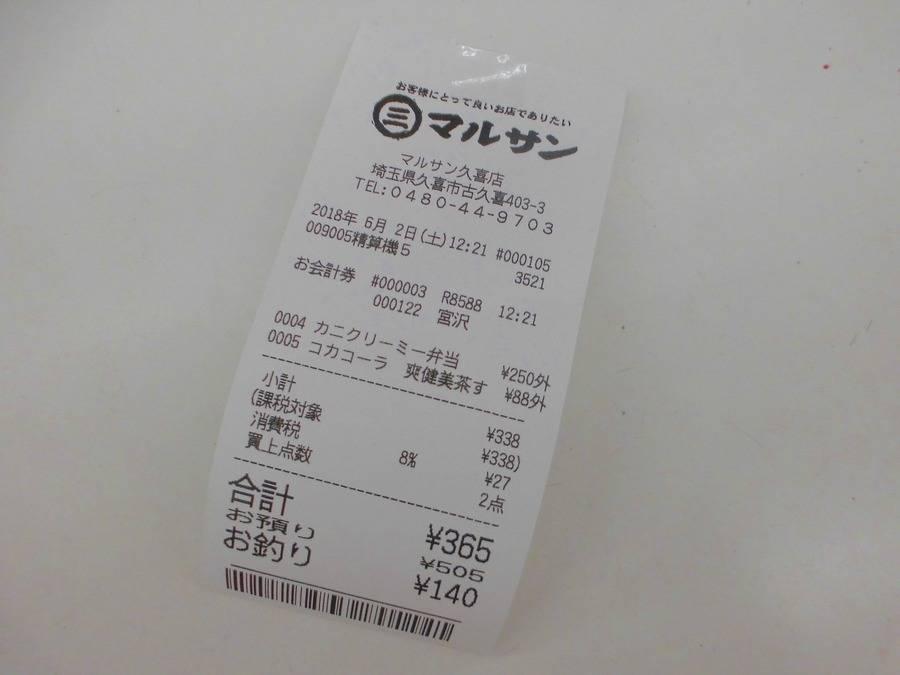 お客様にとって良いお店でありたい
三 マルサン
マルサン久喜店
埼玉県久喜市古久喜403-3
TEL:0480-44-9703
2018年 6月 2日(土)12:21 #000105
009005精算機5 3521
お会計券 #000003 R8588 12:21
000122 宮沢
0004 カニクリーミー弁当 ¥250外
0005 コカコーラ 爽健美茶す ¥88外
小計 ¥338
(課税対象 ¥338)
消費税 8% ¥27
買上点数 2点
合計 ¥365
お預り ¥505
お釣り ¥140